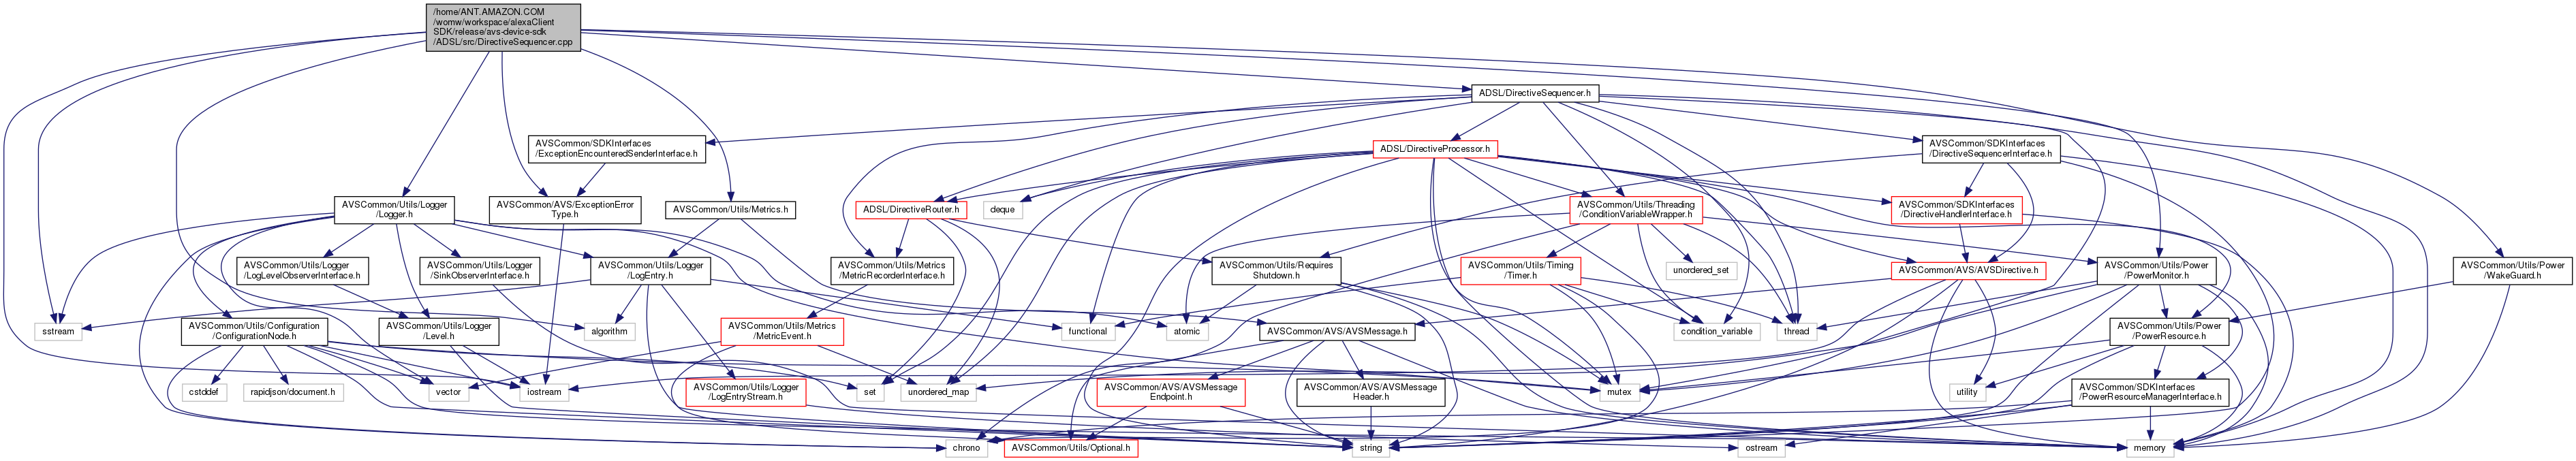 /home/ANT.AMAZON.COM
/womw/workspace/alexaClient
SDK/release/avs-device-sdk
/ADSL/src/DirectiveSequencer.cpp
ADSL/DirectiveSequencer.h
AVSCommon/SDKInterfaces
/ExceptionEncounteredSenderInterface.h
ADSL/DirectiveProcessor.h
AVSCommon/SDKInterfaces
/DirectiveSequencerInterface.h
AVSCommon/Utils/Logger
/Logger.h
AVSCommon/AVS/ExceptionError
Type.h
AVSCommon/Utils/Metrics.h
ADSL/DirectiveRouter.h
deque
AVSCommon/Utils/Threading
/ConditionVariableWrapper.h
AVSCommon/SDKInterfaces
/DirectiveHandlerInterface.h
AVSCommon/Utils/Logger
/LogLevelObserverInterface.h
AVSCommon/Utils/Logger
/SinkObserverInterface.h
AVSCommon/Utils/Logger
/LogEntry.h
AVSCommon/Utils/Metrics
/MetricRecorderInterface.h
AVSCommon/Utils/Requires
Shutdown.h
AVSCommon/Utils/Timing
/Timer.h
unordered_set
AVSCommon/AVS/AVSDirective.h
AVSCommon/Utils/Power
/PowerMonitor.h
AVSCommon/Utils/Power
/WakeGuard.h
sstream
AVSCommon/Utils/Configuration
/ConfigurationNode.h
AVSCommon/Utils/Logger
/Level.h
algorithm
AVSCommon/Utils/Metrics
/MetricEvent.h
functional
atomic
AVSCommon/AVS/AVSMessage.h
condition_variable
thread
AVSCommon/Utils/Power
/PowerResource.h
cstddef
rapidjson/document.h
vector
iostream
AVSCommon/Utils/Logger
/LogEntryStream.h
set
unordered_map
AVSCommon/AVS/AVSMessage
Endpoint.h
AVSCommon/AVS/AVSMessage
Header.h
mutex
utility
AVSCommon/SDKInterfaces
/PowerResourceManagerInterface.h
chrono
AVSCommon/Utils/Optional.h
string
ostream
memory